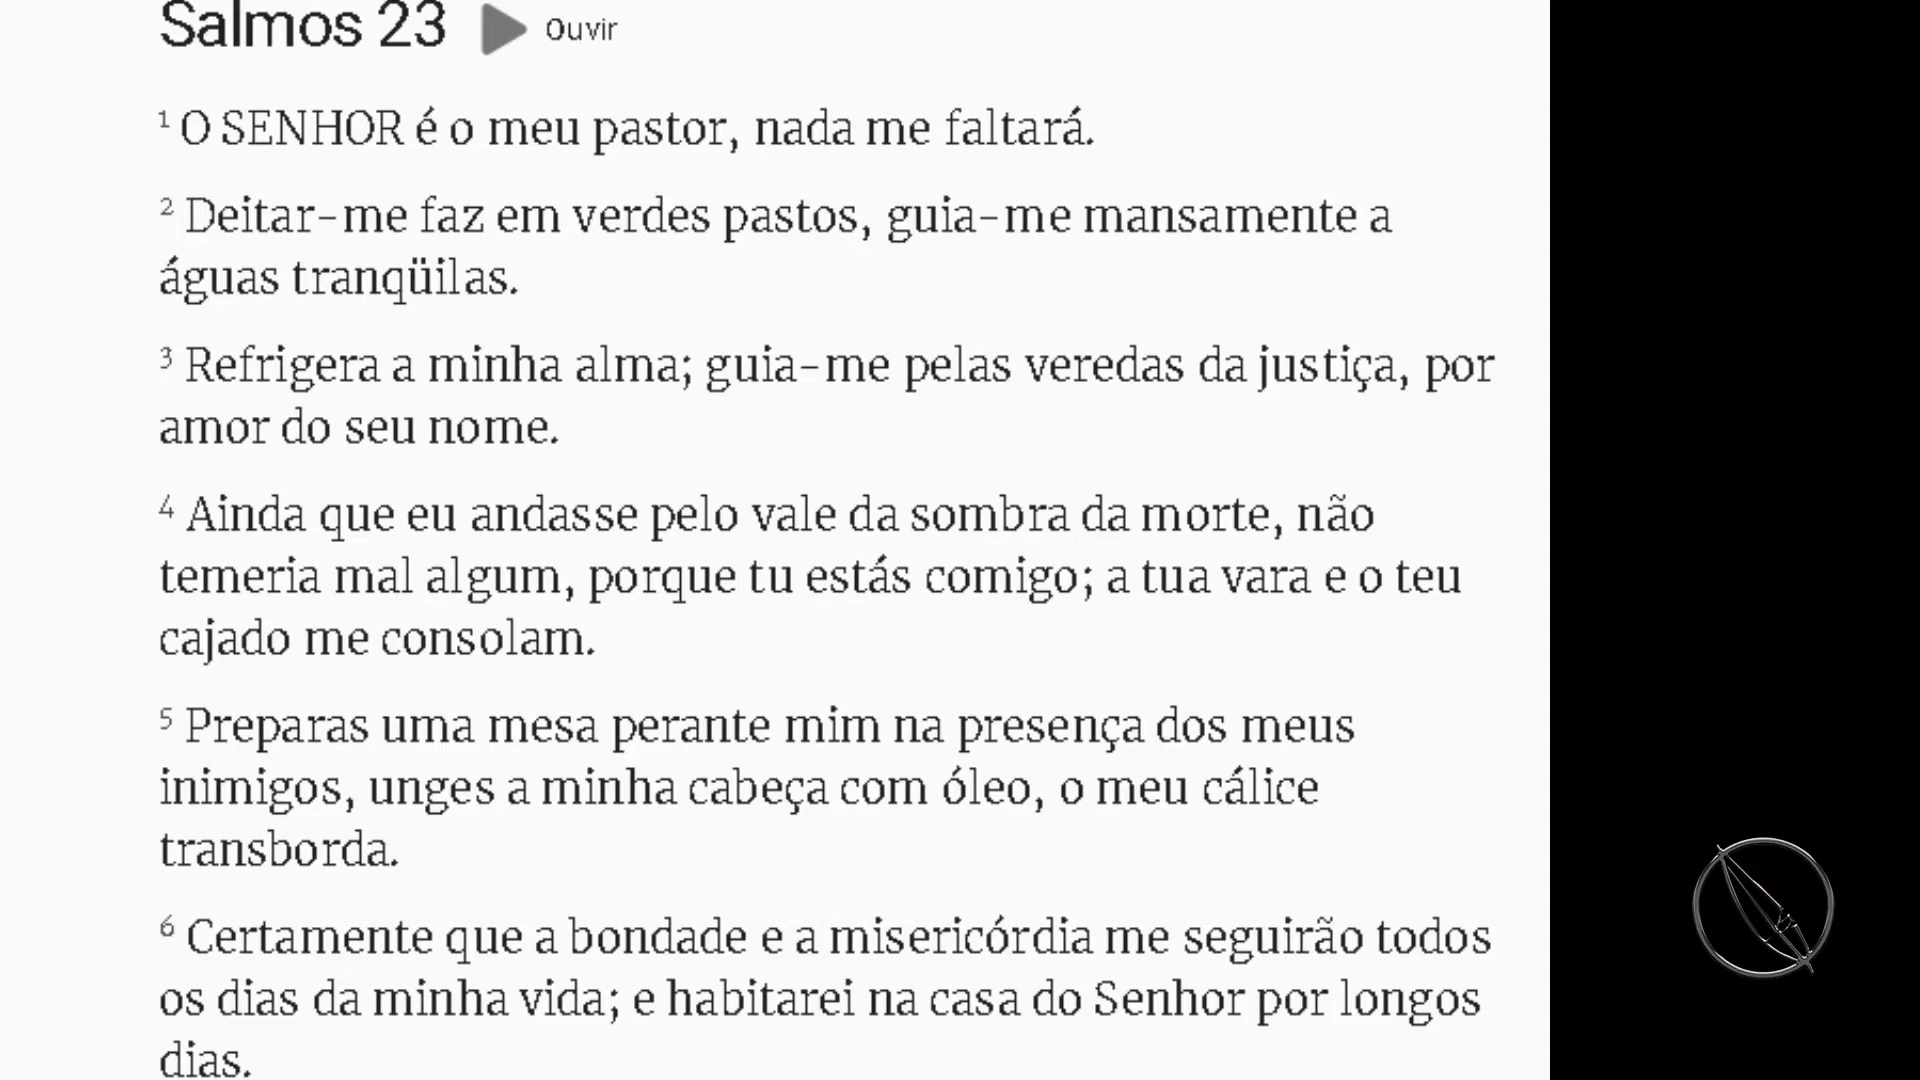 Salmos 23 Ouvir
1 O SENHOR é o meu pastor, nada me faltará.
2 Deitar-me faz em verdes pastos, guia-me mansamente a
águas tranqüilas.
3 Refrigera a minha alma; guia-me pelas veredas da justiça, por
amor do seu nome.
4 Ainda que eu andasse pelo vale da sombra da morte, não
temeria mal algum, porque tu estás comigo; a tua vara e o teu
cajado me consolam.
5 Preparas uma mesa perante mim na presença dos meus
inimigos, unges a minha cabeça com óleo, o meu cálice
transborda.
6 Certamente que a bondade e a misericórdia me seguirão todos
os dias da minha vida; e habitarei na casa do Senhor por longos
dias.